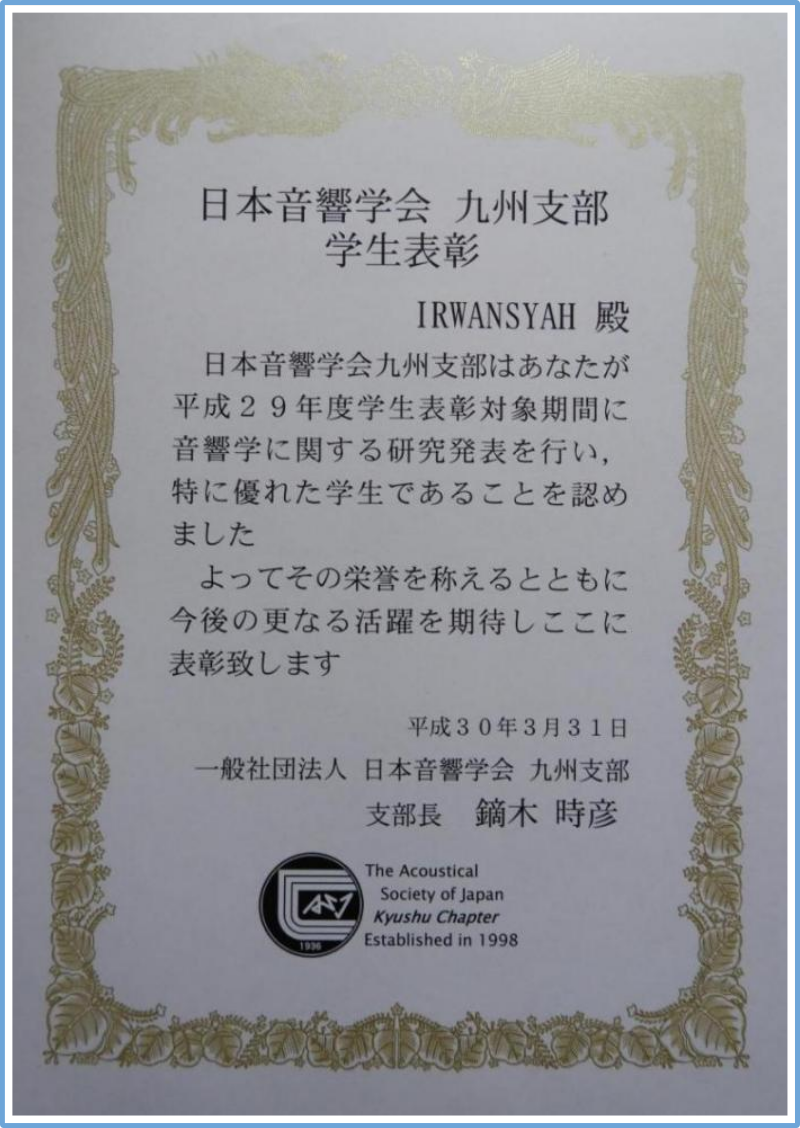 日本音響学会 九州支部
学生表彰
IRWANSYAH 殿
日本音響学会九州支部はあなたが
平成２９年度学生表彰対象期間に
音響学に関する研究発表を行い，
特に優れた学生であることを認め
ました
よってその栄誉を称えるとともに
今後の更なる活躍を期待しここに
表彰致します
平成３０年３月３１日
一般社団法人 日本音響学会 九州支部
支部長 鏑木 時彦
ASJ
1936
The Acoustical
Society of Japan
Kyushu Chapter
Established in 1998